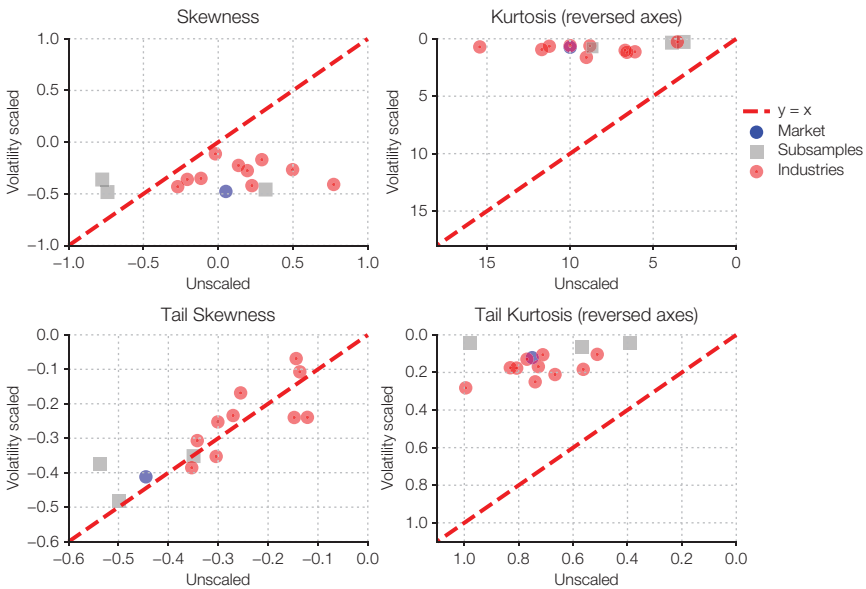 Skewness
Volatility scaled
1.0
0.5
0.0
−0.5
−1.0
−1.0 −0.5 0.0 0.5 1.0
Unscaled
Kurtosis (reversed axes)
Volatility scaled
0
5
10
15
15 10 5 0
Unscaled
y = x
Market
Subsamples
Industries
Tail Skewness
Volatility scaled
0.0
−0.1
−0.2
−0.3
−0.4
−0.5
−0.6
−0.6 −0.5 −0.4 −0.3 −0.2 −0.1 0.0
Unscaled
Tail Kurtosis (reversed axes)
Volatility scaled
0.0
0.2
0.4
0.6
0.8
1.0
1.0 0.8 0.6 0.4 0.2 0.0
Unscaled